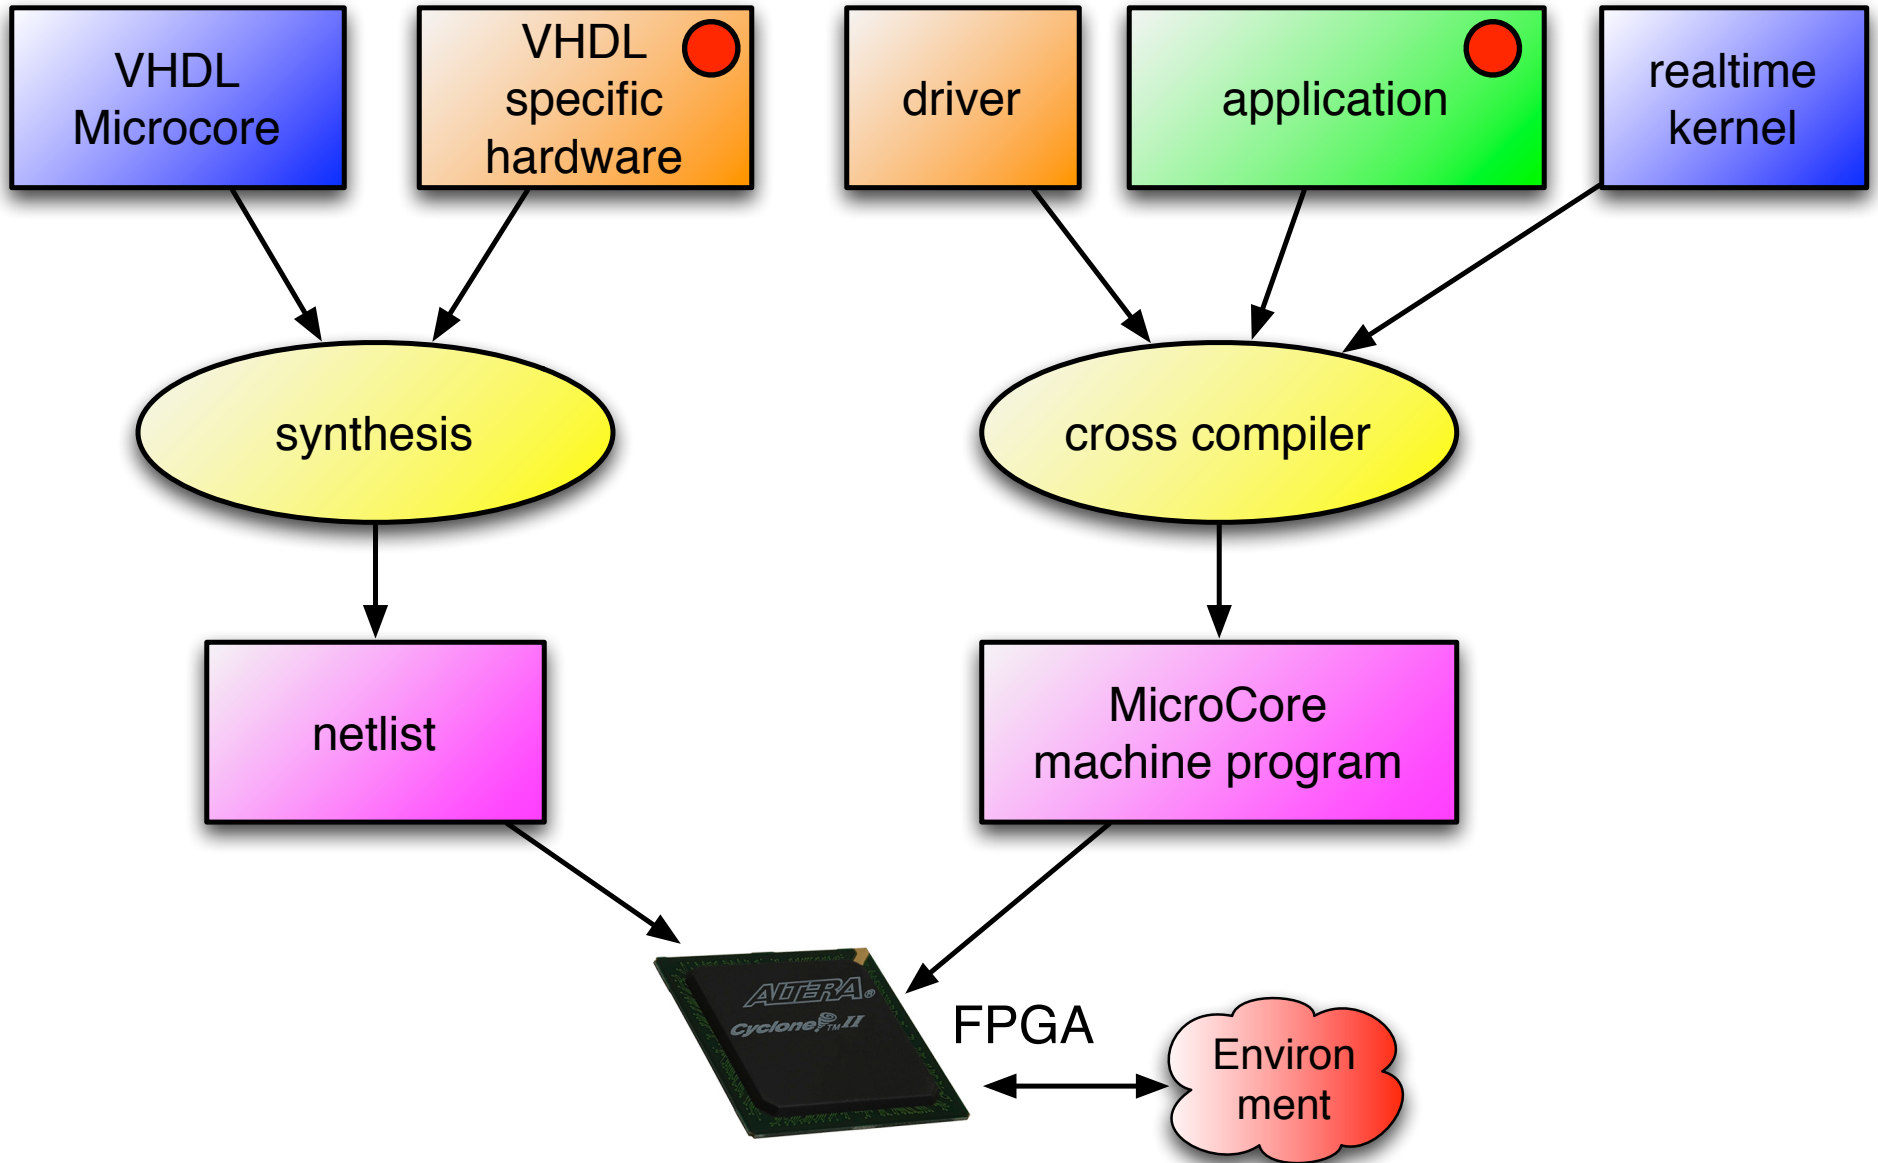 VHDL
Microcore
VHDL
specific
hardware
driver
application
realtime
kernel
synthesis
cross compiler
netlist
MicroCore
machine program
ALTERA®
Cyclone™ II
FPGA
Environ
ment